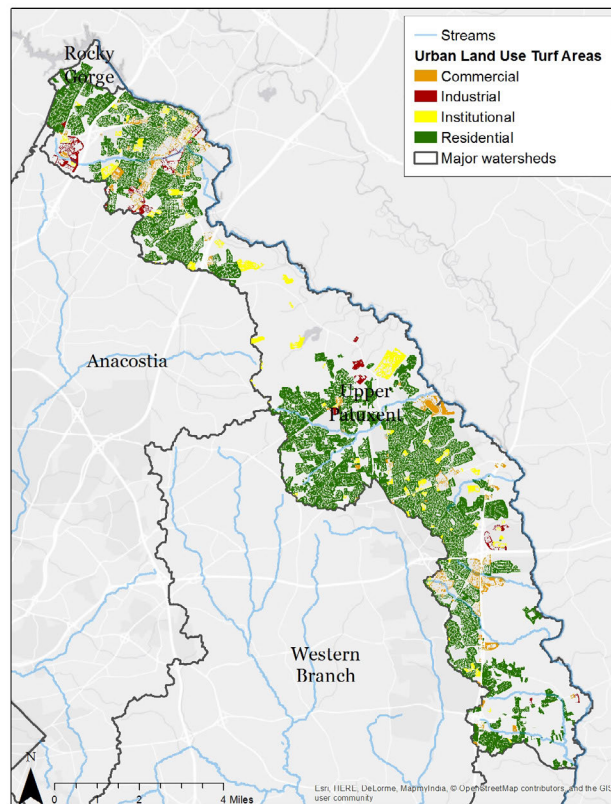 Rocky
Gorge
Streams
Urban Land Use Turf Areas
Commercial
Industrial
Institutional
Residential
Major watersheds
Anacostia
Upper
Patuxent
Western
Branch
N
0 2 4 Miles
Esri, HERE, DeLorme, MapmyIndia, © OpenStreetMap contributors, and the GI
user community